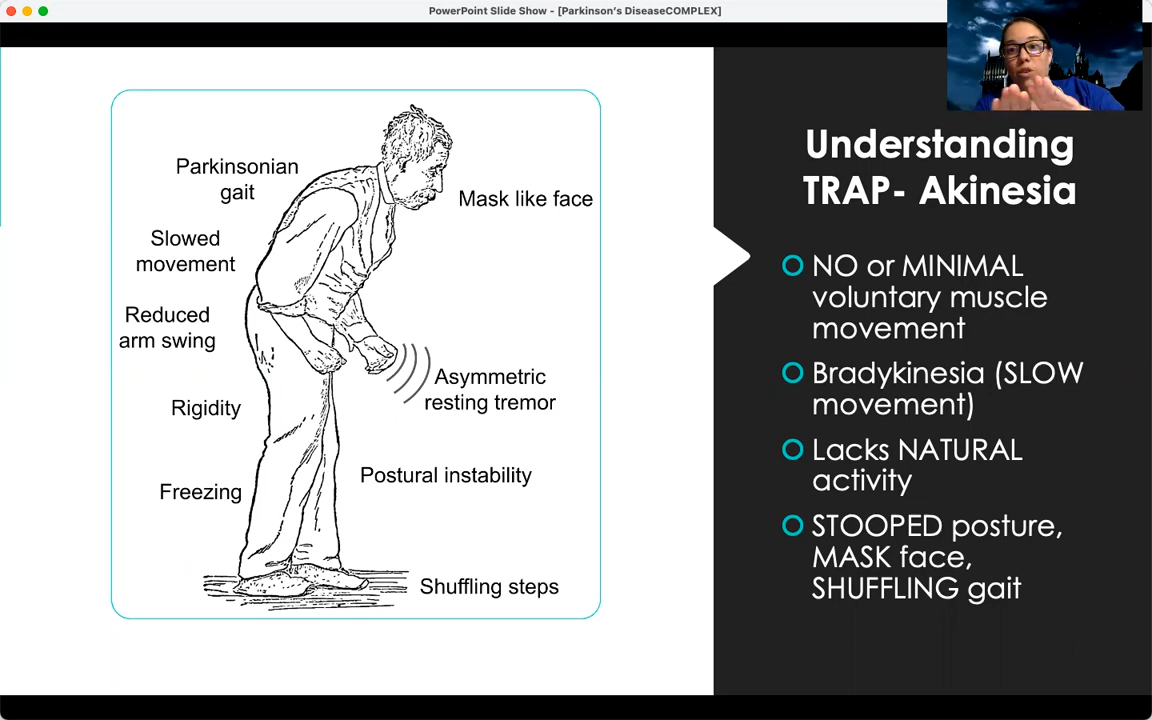 PowerPoint Slide Show - [Parkinson's DiseaseCOMPLEX]
Parkinsonian
gait
Mask like face
Slowed
movement
Reduced
arm swing
Asymmetric
resting tremor
Rigidity
Postural instability
Freezing
Shuffling steps
Understanding
TRAP- Akinesia
NO or MINIMAL
voluntary muscle
movement
Bradykinesia (SLOW
movement)
Lacks NATURAL
activity
STOOPED posture,
MASK face,
SHUFFLING gait